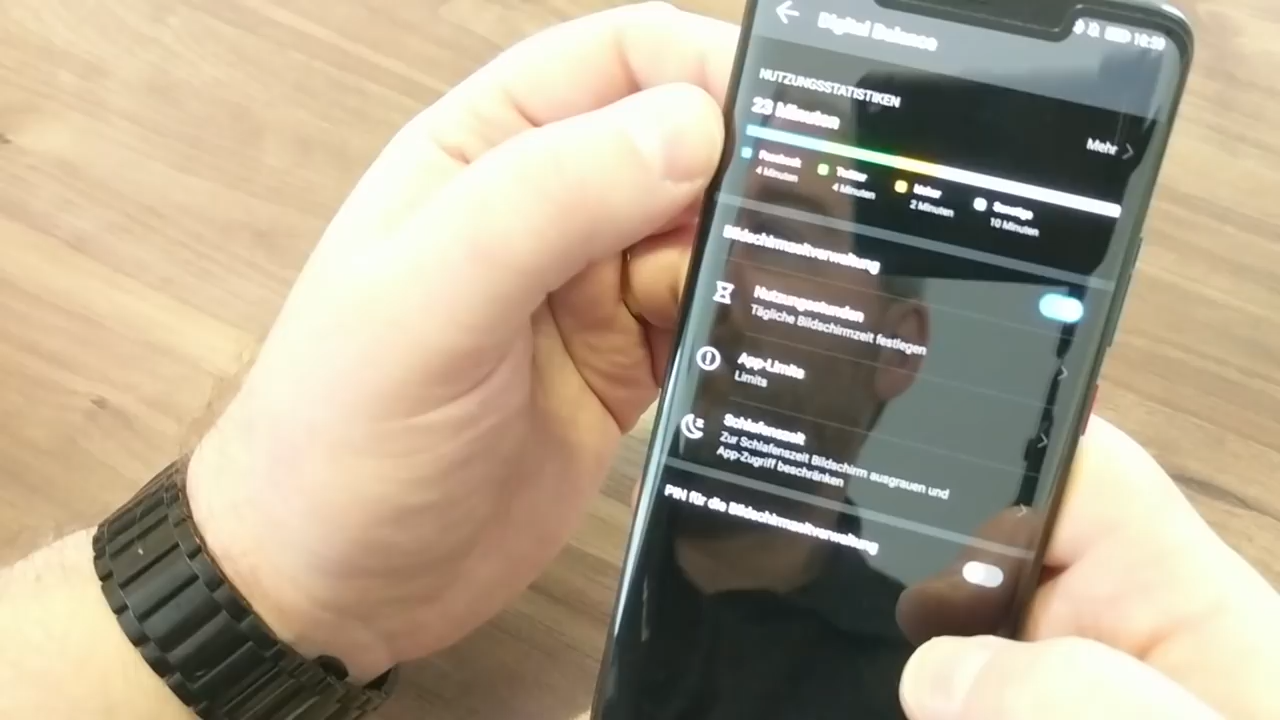 Digital Balance
NUTZUNGSSTATISTIKEN
23 Minuten
Mehr
Facebook
Twitter
Sonstige
4 Minuten
4 Minuten
2 Minuten
10 Minuten
Bildschirmzeitverwaltung
Nutzungsstunden
Tägliche Bildschirmzeit festlegen
App-Limits
Limits
Schlafenszeit
Zur Schlafenszeit Bildschirm ausgrauen und
App-Zugriff beschränken
PIN für die Bildschirmzeitverwaltung